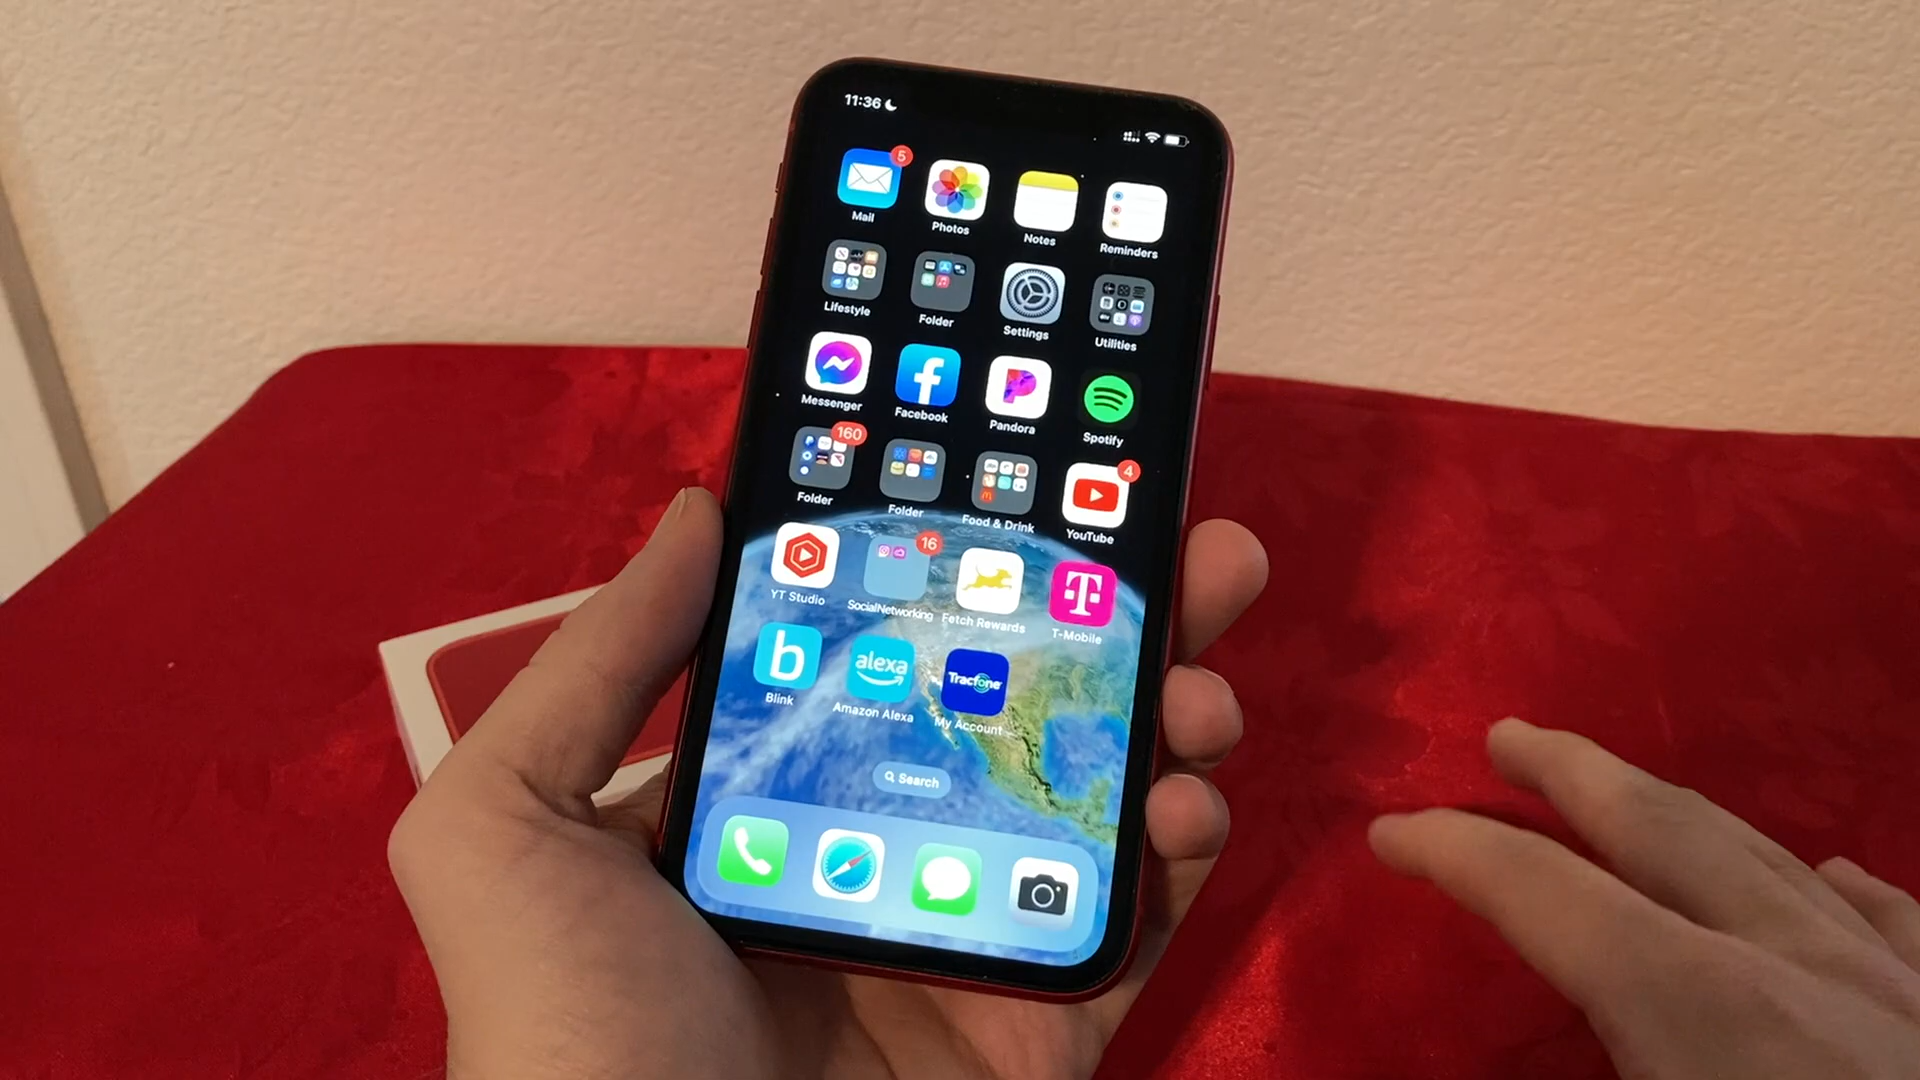 11:36
5
Mail
Photos
Notes
Reminders
Lifestyle
Folder
Settings
Utilities
Messenger
Facebook
Pandora
Spotify
160
Folder
Folder
Food & Drink
4
YouTube
YT Studio
16
SocialNetworking
Fetch Rewards
T
T-Mobile
b
Blink
alexa
Amazon Alexa
Tracfone
My Account
Search